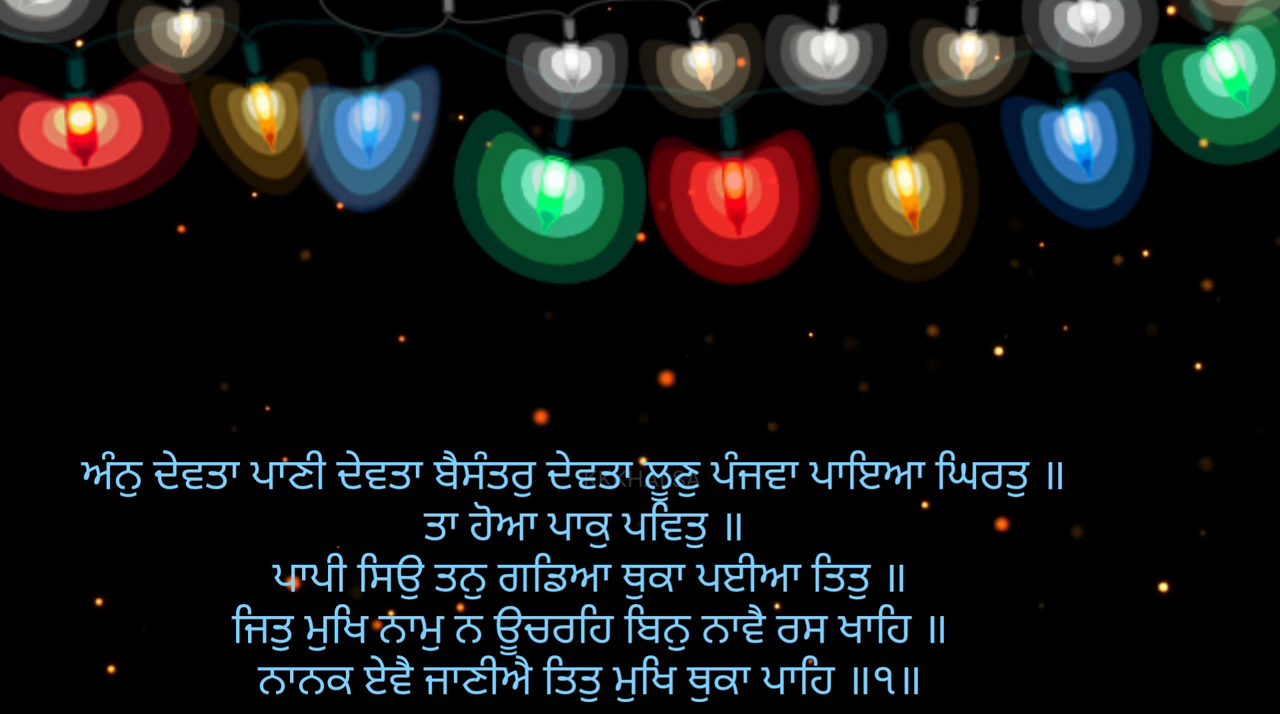 ਅੰਨੁ ਦੇਵਤਾ ਪਾਣੀ ਦੇਵਤਾ ਬੈਸੰਤਰੁ ਦੇਵਤਾ ਲੂਣੁ ਪੰਜਵਾ ਪਾਇਆ ਘਿਰਤੁ ॥
ਤਾ ਹੋਆ ਪਾਕੁ ਪਵਿਤੁ ॥
ਪਾਪੀ ਸਿਉ ਤਨੁ ਗਡਿਆ ਥੁਕਾ ਪਈਆ ਤਿਤੁ ॥
ਜਿਤੁ ਮੁਖਿ ਨਾਮੁ ਨ ਊਚਰਹਿ ਬਿਨੁ ਨਾਵੈ ਰਸ ਖਾਹਿ ॥
ਨਾਨਕ ਏਵੈ ਜਾਣੀਐ ਤਿਤੁ ਮੁਖਿ ਥੁਕਾ ਪਾਹਿ ॥੧॥